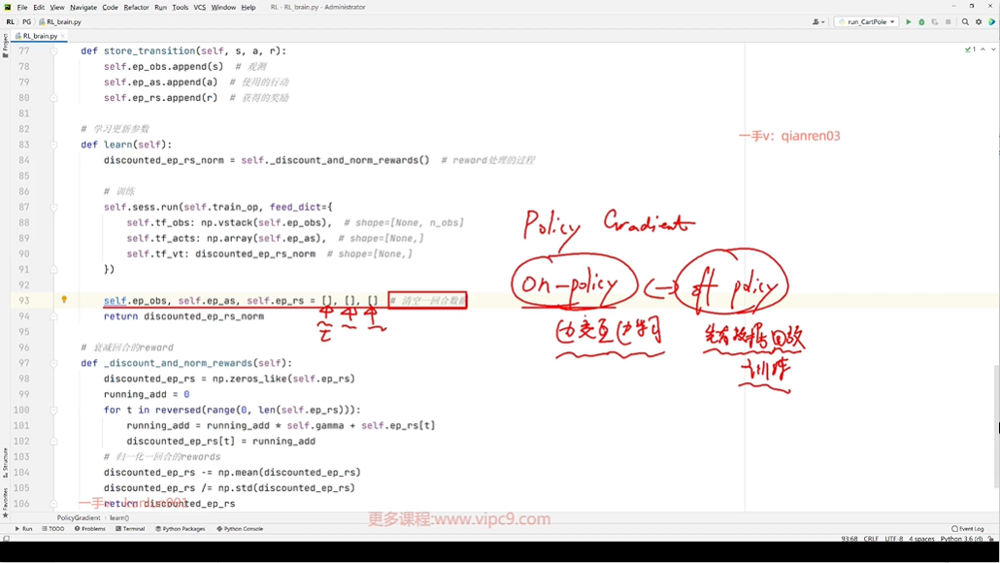 File Edit View Navigate Code Refactor Run Tools VCS Window Help RL - RL_brain.py - Administrator
RL PG RL_brain.py run_CartPole
RL_brain.py
Project
77 def store_transition(self, s, a, r):
78 self.ep_obs.append(s) # 观测
79 self.ep_as.append(a) # 使用的行动
80 self.ep_rs.append(r) # 获得的奖励
81
82 # 学习更新参数
83 def learn(self):
一手v：qianren03
84 discounted_ep_rs_norm = self._discount_and_norm_rewards() # reward处理的过程
85
86 # 训练
87 self.sess.run(self.train_op, feed_dict={
88 self.tf_obs: np.vstack(self.ep_obs), # shape=[None, n_obs]
89 self.tf_acts: np.array(self.ep_as), # shape=[None,]
90 self.tf_vt: discounted_ep_rs_norm # shape=[None,]
91 })
92
93 self.ep_obs, self.ep_as, self.ep_rs = [], [], [] # 清空一回合数据
94 return discounted_ep_rs_norm
95
96 # 衰减回合的reward
97 def _discount_and_norm_rewards(self):
98 discounted_ep_rs = np.zeros_like(self.ep_rs)
99 running_add = 0
100 for t in reversed(range(0, len(self.ep_rs))):
101 running_add = running_add * self.gamma + self.ep_rs[t]
102 discounted_ep_rs[t] = running_add
103 # 归一化一回合的rewards
104 discounted_ep_rs -= np.mean(discounted_ep_rs)
105 discounted_ep_rs /= np.std(discounted_ep_rs)
106 return discounted_ep_rs
Policy Gradient
on-policy off policy
边交互边学习
先有数据回放
训练
更多课程:www.vipc9.com
Structure
Favorites
PolicyGradient learn()
Run TODO Problems Terminal Python Packages Python Console Event Log
93:68 CRLF UTF-8 4 spaces Python 3.6 (rl)